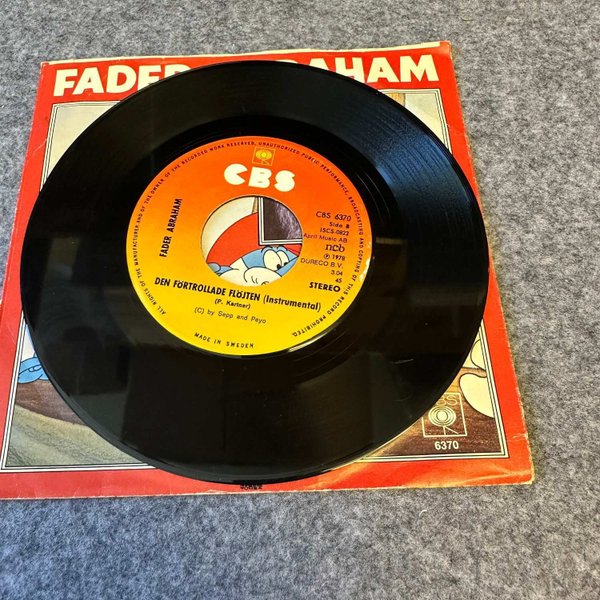 FADER ABRAHAM
ALL RIGHTS OF THE MANUFACTURER AND OF THE OWNER OF THE RECORDED WORK RESERVED, UNAUTHORIZED PUBLIC PERFORMANCE, BROADCASTING AND COPYING OF THIS RECORD PROHIBITED.
CBS
FADER ABRAHAM
CBS 6370
Side B
ISCS-0822
April Music AB
ncb
℗ 1978
DURECO B.V.
3.04
45
STEREO
DEN FÖRTROLLADE FLÖJTEN (Instrumental)
(P. Kartner)
(C) by Sepp and Peyo
MADE IN SWEDEN
CBS
6370